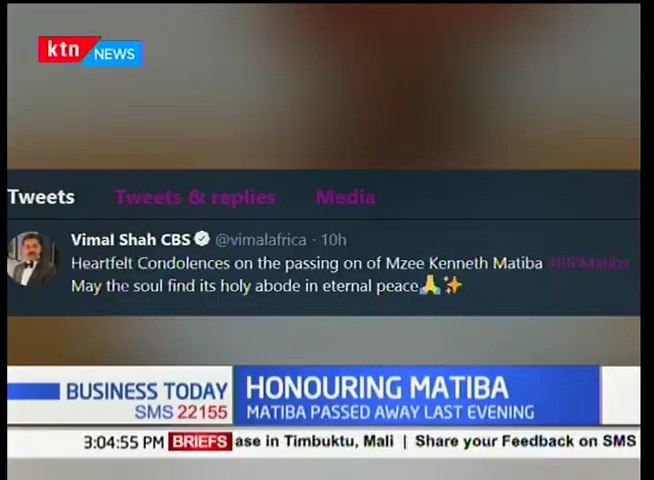 ktn NEWS
Tweets Tweets & replies Media
Vimal Shah CBS @vimalafrica · 10h
Heartfelt Condolences on the passing on of Mzee Kenneth Matiba #RIPMatiba
May the soul find its holy abode in eternal peace🙏✨
BUSINESS TODAY
SMS 22155
HONOURING MATIBA
MATIBA PASSED AWAY LAST EVENING
3:04:55 PM BRIEFS ase in Timbuktu, Mali | Share your Feedback on SMS